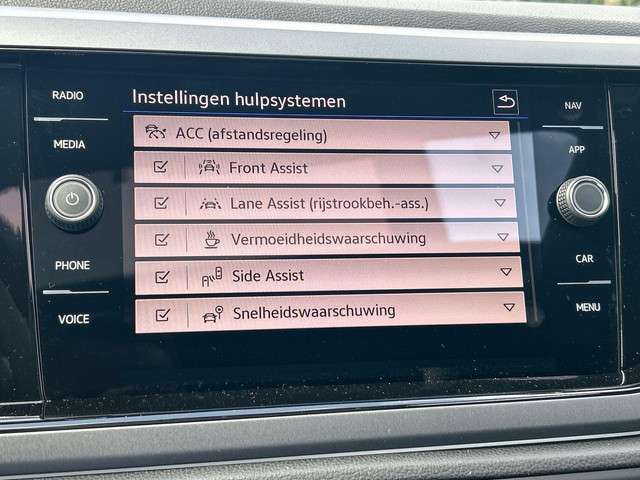 RADIO
MEDIA
PHONE
VOICE
Instellingen hulpsystemen
ACC (afstandsregeling)
Front Assist
Lane Assist (rijstrookbeh.-ass.)
Vermoeidheidswaarschuwing
Side Assist
Snelheidswaarschuwing
NAV
APP
CAR
MENU